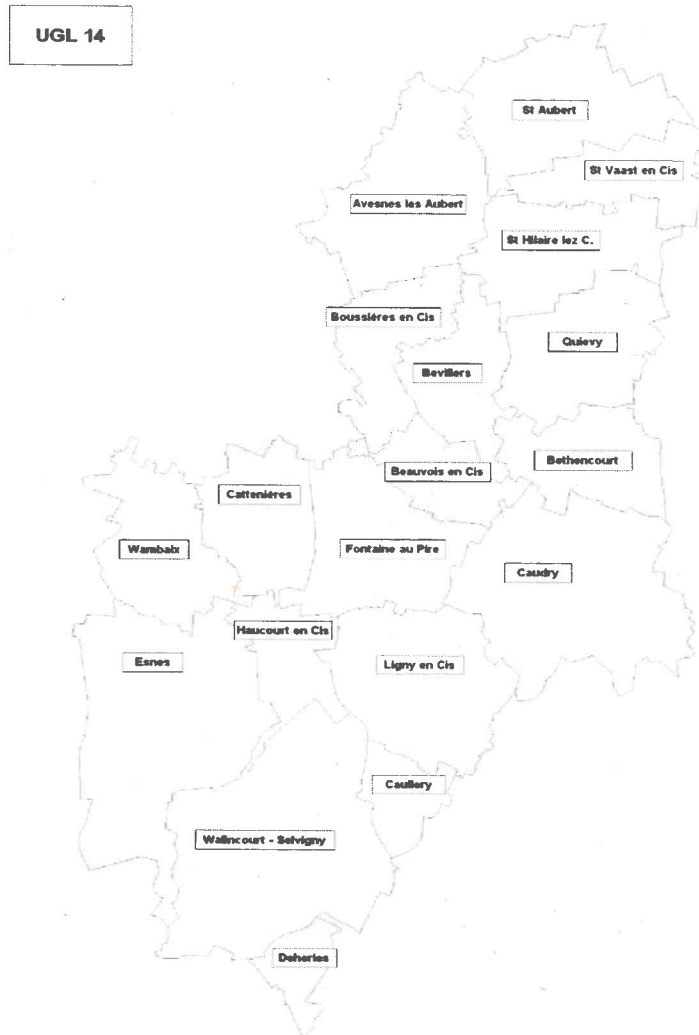 UGL 14
St Aubert
St Vaast en Cis
Avesnes les Aubert
St Hilaire lez C.
Boussières en Cis
Quievy
Bevillers
Bethencourt
Beauvois en Cis
Cattenières
Wambaix
Fontaine au Pire
Caudry
Haucourt en Cis
Esnes
Ligny en Cis
Caullery
Walincourt - Selvigny
Deheries